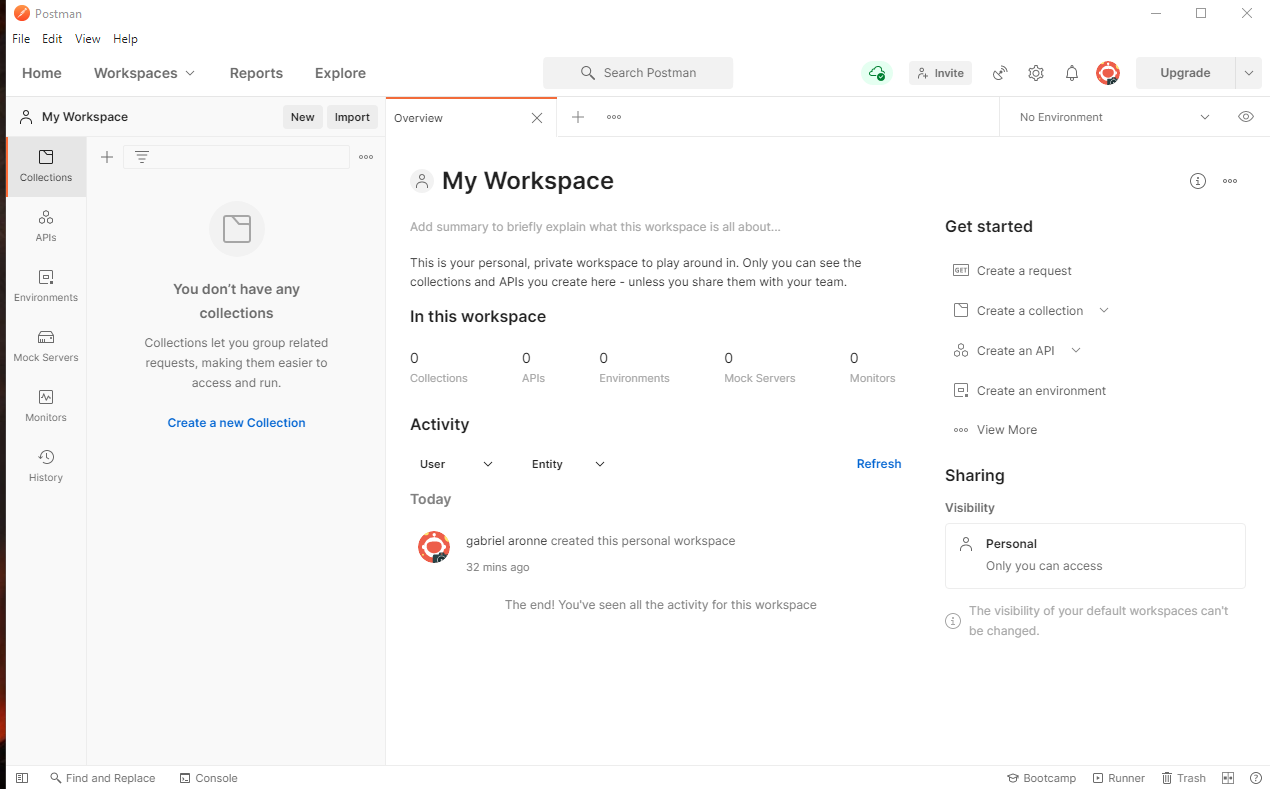 Postman
File Edit View Help
Home Workspaces Reports Explore Search Postman Invite Upgrade
My Workspace New Import
Overview
No Environment
Collections
APIs
Environments
Mock Servers
Monitors
History
You don’t have any
collections
Collections let you group related
requests, making them easier to
access and run.
Create a new Collection
My Workspace
Add summary to briefly explain what this workspace is all about...
This is your personal, private workspace to play around in. Only you can see the
collections and APIs you create here - unless you share them with your team.
In this workspace
0 0 0 0 0
Collections APIs Environments Mock Servers Monitors
Activity
User Entity Refresh
Today
gabriel aronne created this personal workspace
32 mins ago
The end! You've seen all the activity for this workspace
Get started
GET Create a request
Create a collection
Create an API
Create an environment
View More
Sharing
Visibility
Personal
Only you can access
The visibility of your default workspaces can't
be changed.
Find and Replace Console Bootcamp Runner Trash